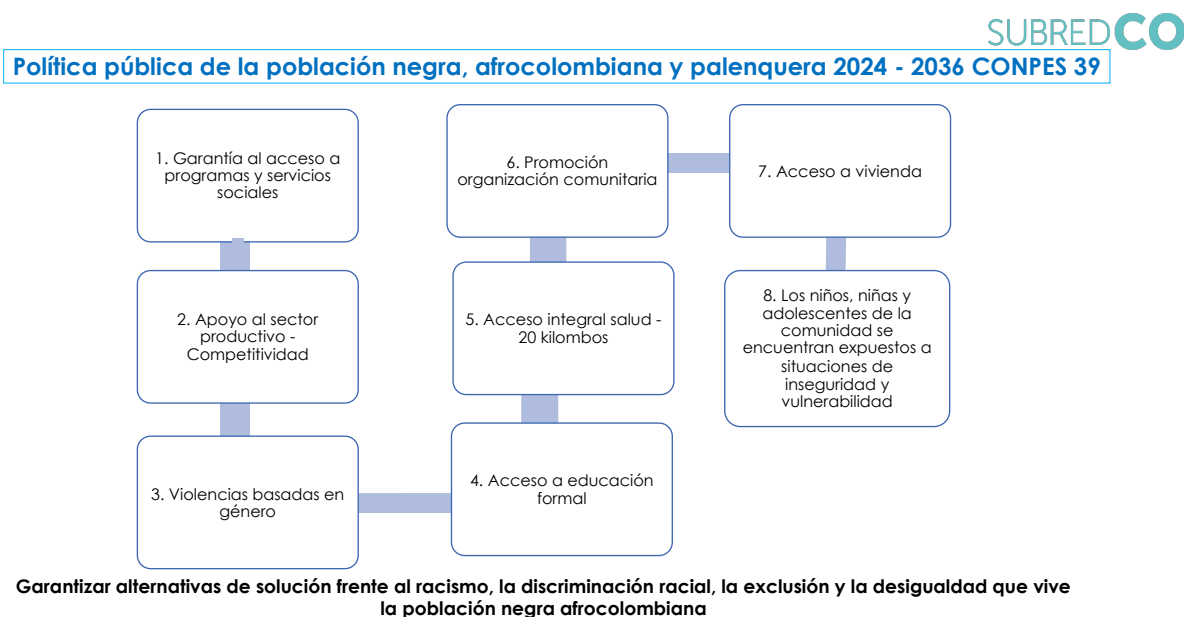 SUBREDCO
Política pública de la población negra, afrocolombiana y palenquera 2024 - 2036 CONPES 39
1. Garantía al acceso a
programas y servicios
sociales
2. Apoyo al sector
productivo -
Competitividad
3. Violencias basadas en
género
4. Acceso a educación
formal
5. Acceso integral salud -
20 kilombos
6. Promoción
organización comunitaria
7. Acceso a vivienda
8. Los niños, niñas y
adolescentes de la
comunidad se
encuentran expuestos a
situaciones de
inseguridad y
vulnerabilidad
Garantizar alternativas de solución frente al racismo, la discriminación racial, la exclusión y la desigualdad que vive
la población negra afrocolombiana